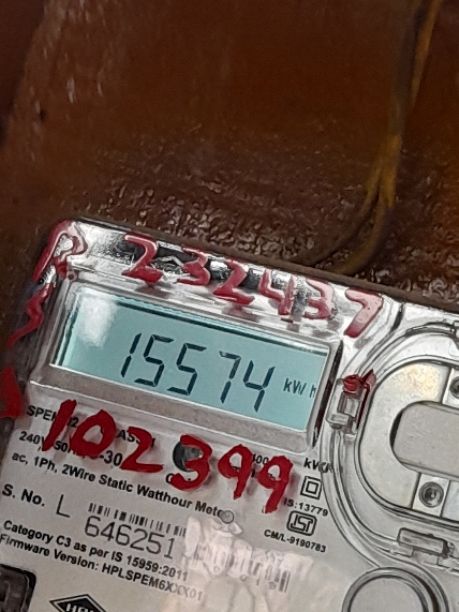 R 232437
15574 kWh
102399
240V
-30
ac, 1Ph, 2Wire Static Watthour Meter
IS:13779
S. No. L 646251
CM/L-9190783
Category C3 as per IS 15959:2011
Firmware Version: HPLSPEM6XXX01